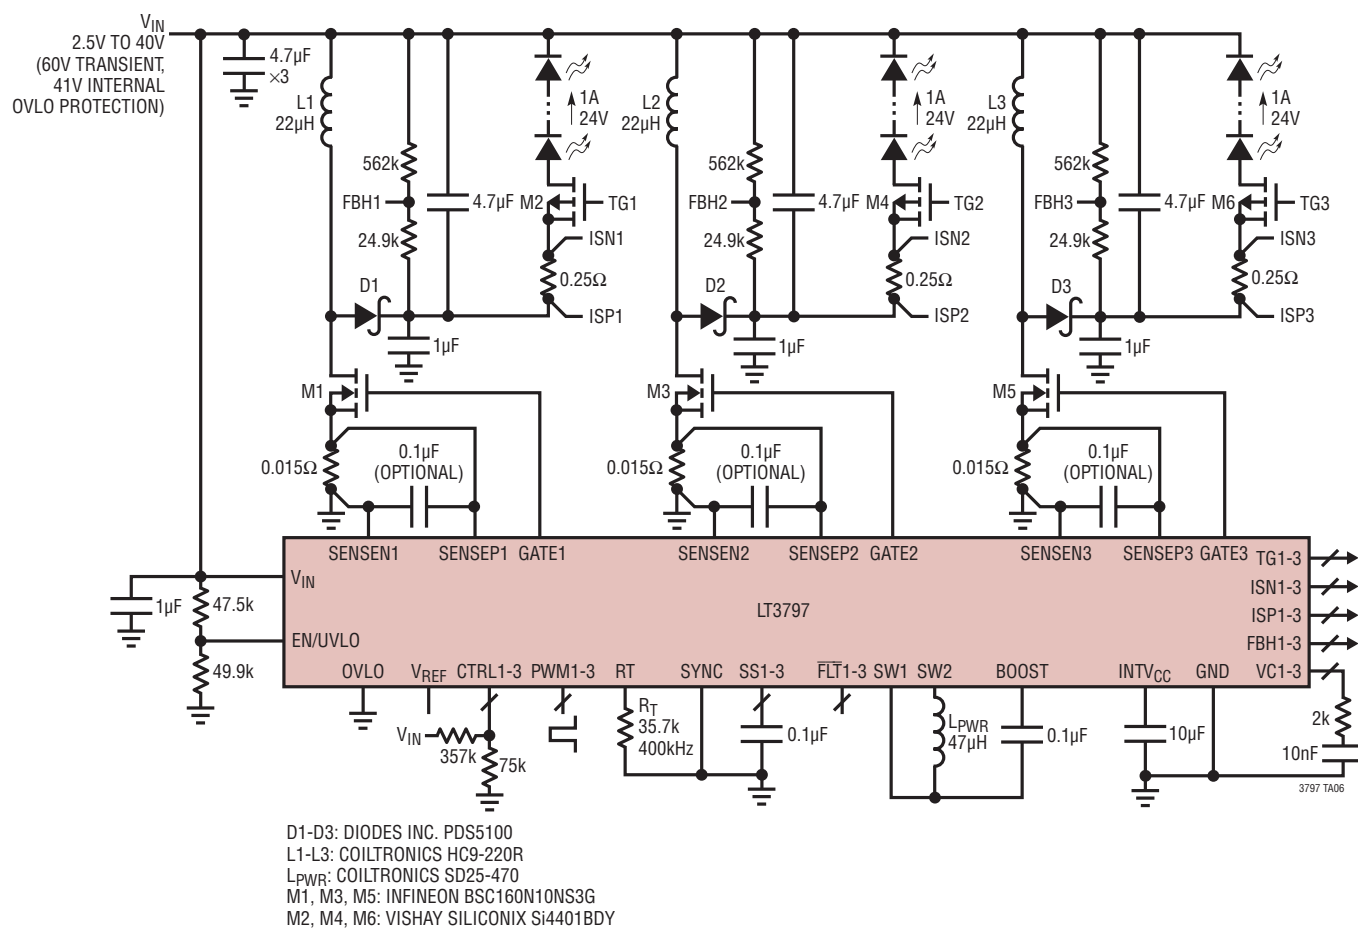 VIN
2.5V TO 40V
(60V TRANSIENT,
41V INTERNAL
OVLO PROTECTION)
4.7µF
×3
L1
22µH
562k
FBH1
24.9k
4.7µF
M2
TG1
1A
24V
ISN1
0.25Ω
ISP1
D1
1µF
M1
0.015Ω
0.1µF
(OPTIONAL)
L2
22µH
562k
FBH2
24.9k
4.7µF
M4
TG2
1A
24V
ISN2
0.25Ω
ISP2
D2
1µF
M3
0.015Ω
0.1µF
(OPTIONAL)
L3
22µH
562k
FBH3
24.9k
4.7µF
M6
TG3
1A
24V
ISN3
0.25Ω
ISP3
D3
1µF
M5
0.015Ω
0.1µF
(OPTIONAL)
SENSEN1 SENSEP1 GATE1 SENSEN2 SENSEP2 GATE2 SENSEN3 SENSEP3 GATE3
TG1-3
ISN1-3
ISP1-3
FBH1-3
VC1-3
VIN
LT3797
EN/UVLO
1µF
47.5k
49.9k
OVLO VREF CTRL1-3 PWM1-3 RT SYNC SS1-3 FLT1-3 SW1 SW2 BOOST INTVCC GND
VIN
357k
75k
RT
35.7k
400kHz
0.1µF
LPWR
47µH
0.1µF
10µF
2k
10nF
3797 TA06
D1-D3: DIODES INC. PDS5100
L1-L3: COILTRONICS HC9-220R
LPWR: COILTRONICS SD25-470
M1, M3, M5: INFINEON BSC160N10NS3G
M2, M4, M6: VISHAY SILICONIX Si4401BDY